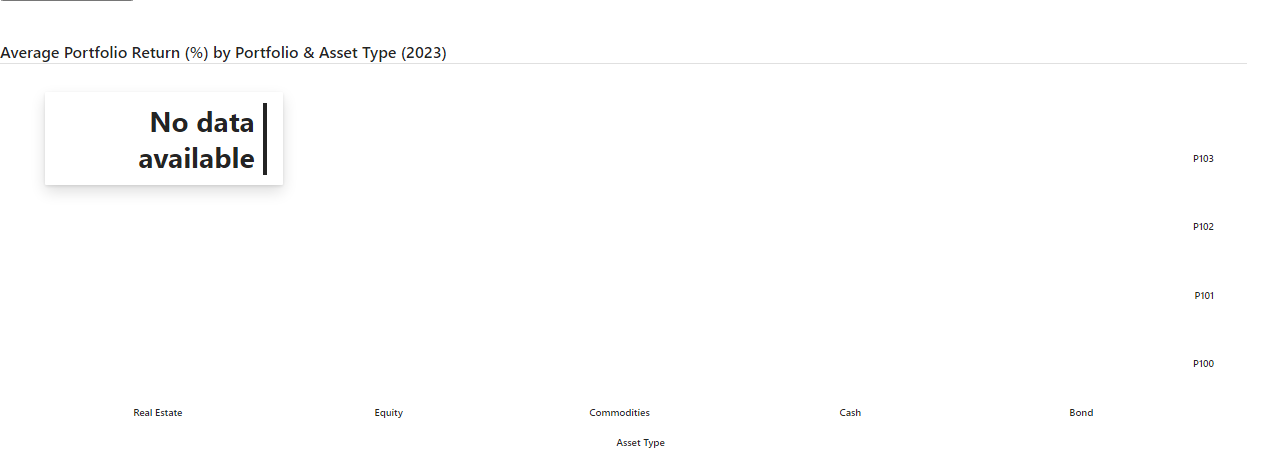 Average Portfolio Return (%) by Portfolio & Asset Type (2023)
No data
available
P103
P102
P101
P100
Real Estate
Equity
Commodities
Cash
Bond
Asset Type